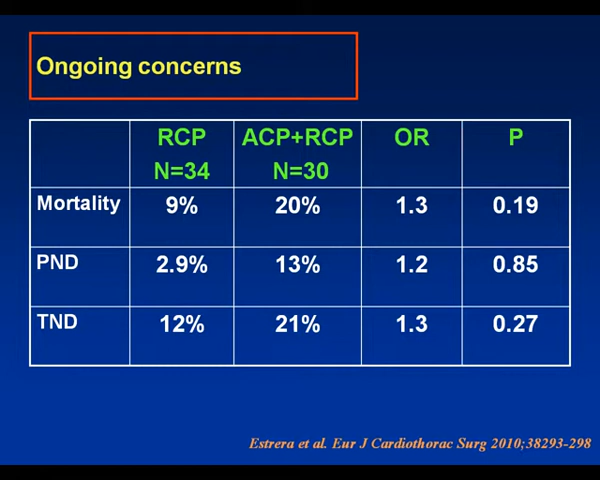 Ongoing concerns
RCP ACP+RCP OR P
N=34 N=30
Mortality 9% 20% 1.3 0.19
PND 2.9% 13% 1.2 0.85
TND 12% 21% 1.3 0.27
Estrera et al. Eur J Cardiothorac Surg 2010;38293-298